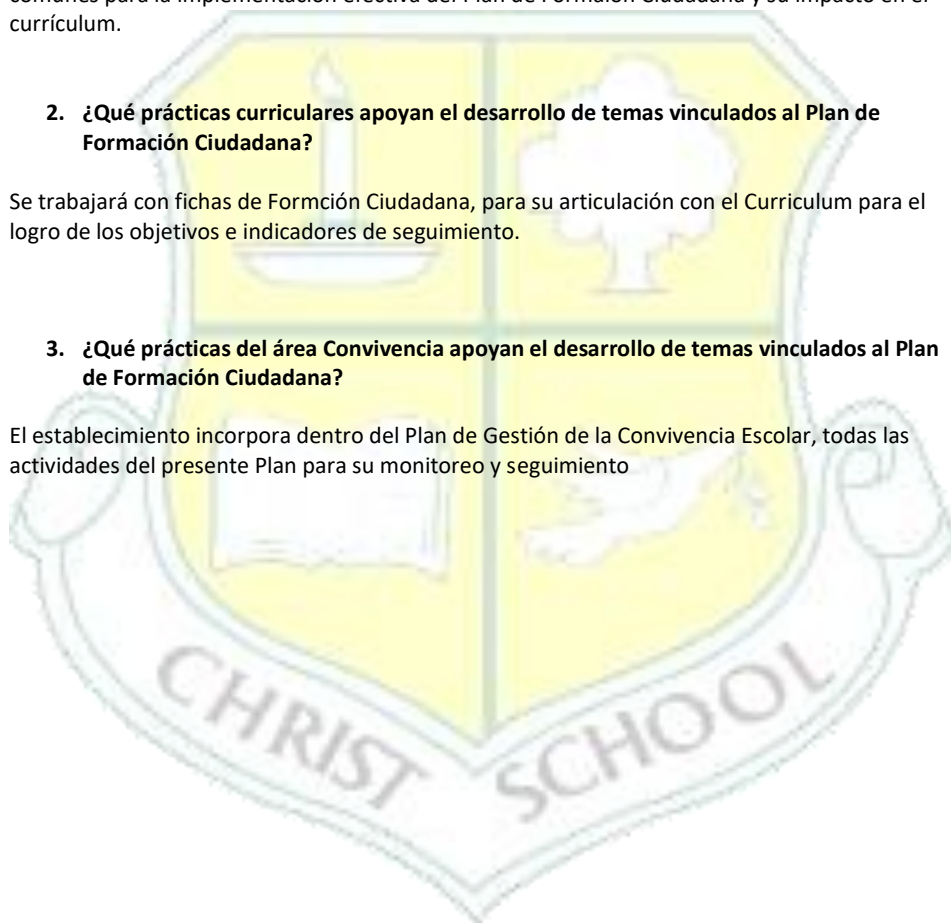 comunes para la implementación efectiva del Plan de Formaión Ciudadana y su impacto en el
currículum.
2. ¿Qué prácticas curriculares apoyan el desarrollo de temas vinculados al Plan de
Formación Ciudadana?
Se trabajará con fichas de Formción Ciudadana, para su articulación con el Curriculum para el
logro de los objetivos e indicadores de seguimiento.
3. ¿Qué prácticas del área Convivencia apoyan el desarrollo de temas vinculados al Plan
de Formación Ciudadana?
El establecimiento incorpora dentro del Plan de Gestión de la Convivencia Escolar, todas las
actividades del presente Plan para su monitoreo y seguimiento
CHRIST SCHOOL